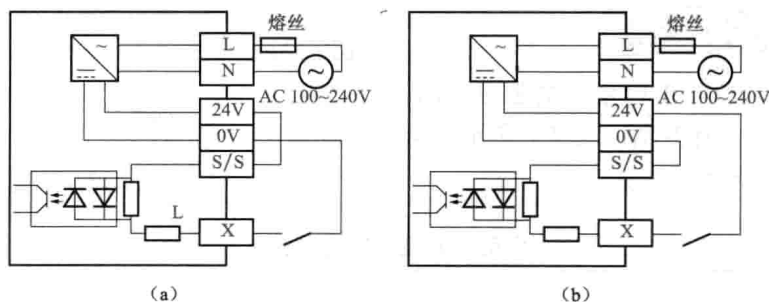 熔丝
L
N
AC 100~240V
24V
0V
S/S
L
X
(a)
熔丝
L
N
AC 100~240V
24V
0V
S/S
X
(b)